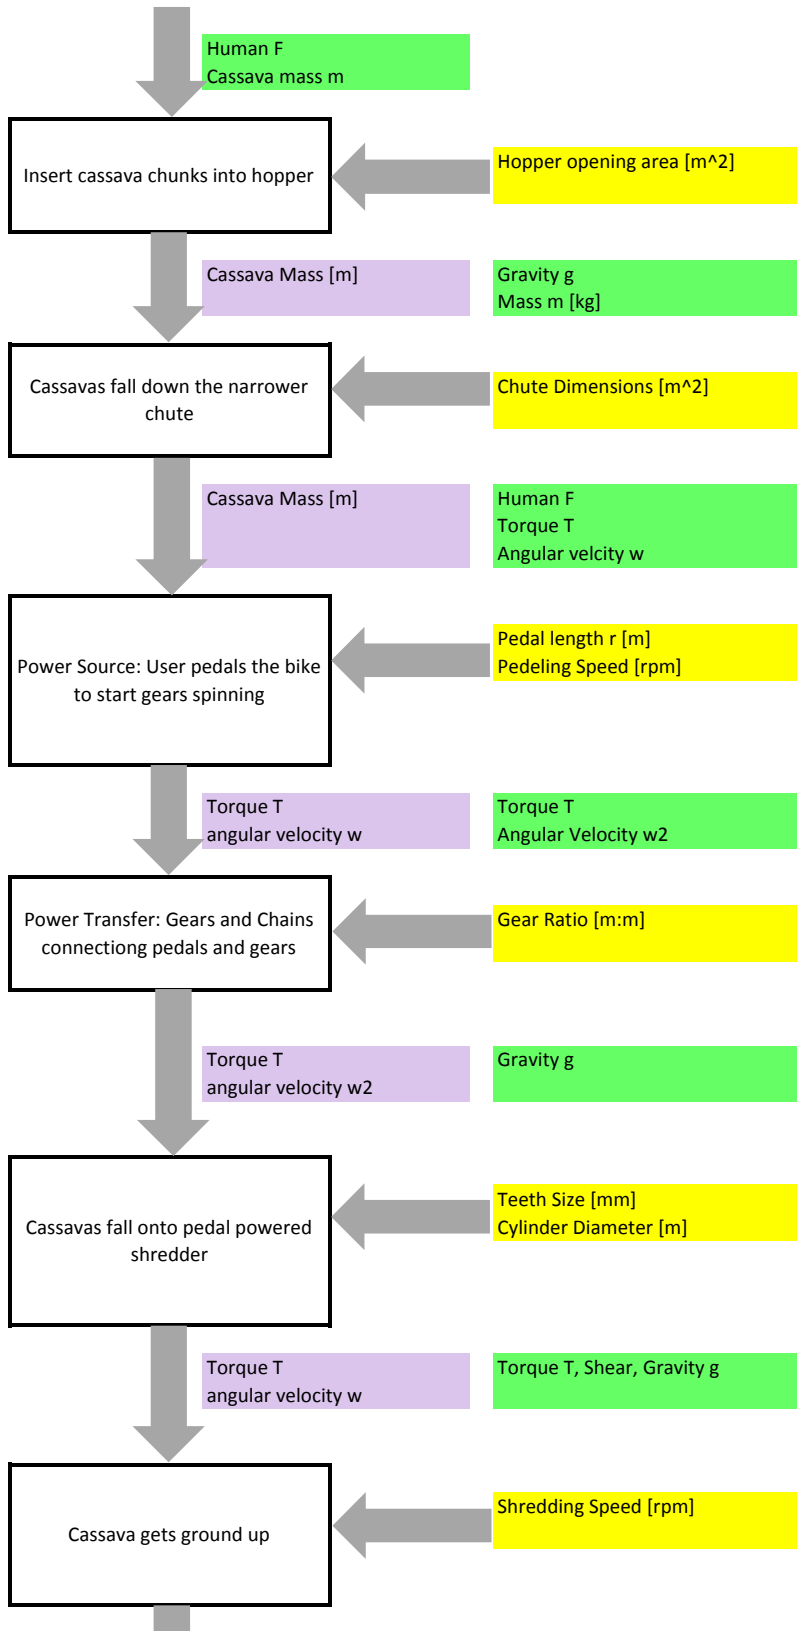 Human F
Cassava mass m
Insert cassava chunks into hopper
Hopper opening area [m^2]
Cassava Mass [m]
Gravity g
Mass m [kg]
Cassavas fall down the narrower
chute
Chute Dimensions [m^2]
Cassava Mass [m]
Human F
Torque T
Angular velcity w
Power Source: User pedals the bike
to start gears spinning
Pedal length r [m]
Pedeling Speed [rpm]
Torque T
angular velocity w
Torque T
Angular Velocity w2
Power Transfer: Gears and Chains
connectiong pedals and gears
Gear Ratio [m:m]
Torque T
angular velocity w2
Gravity g
Cassavas fall onto pedal powered
shredder
Teeth Size [mm]
Cylinder Diameter [m]
Torque T
angular velocity w
Torque T, Shear, Gravity g
Cassava gets ground up
Shredding Speed [rpm]